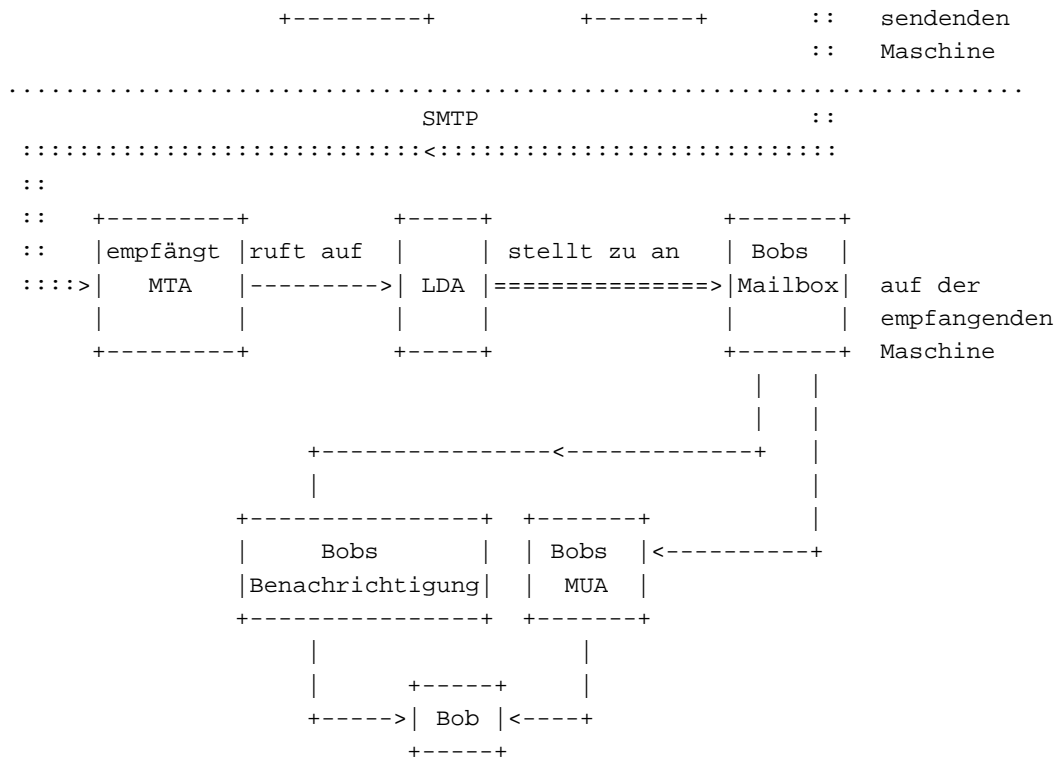 sendenden
Maschine
SMTP
empfängt ruft auf stellt zu an Bobs
MTA LDA Mailbox auf der
empfangenden
Maschine
Bobs Bobs
Benachrichtigung MUA
Bob